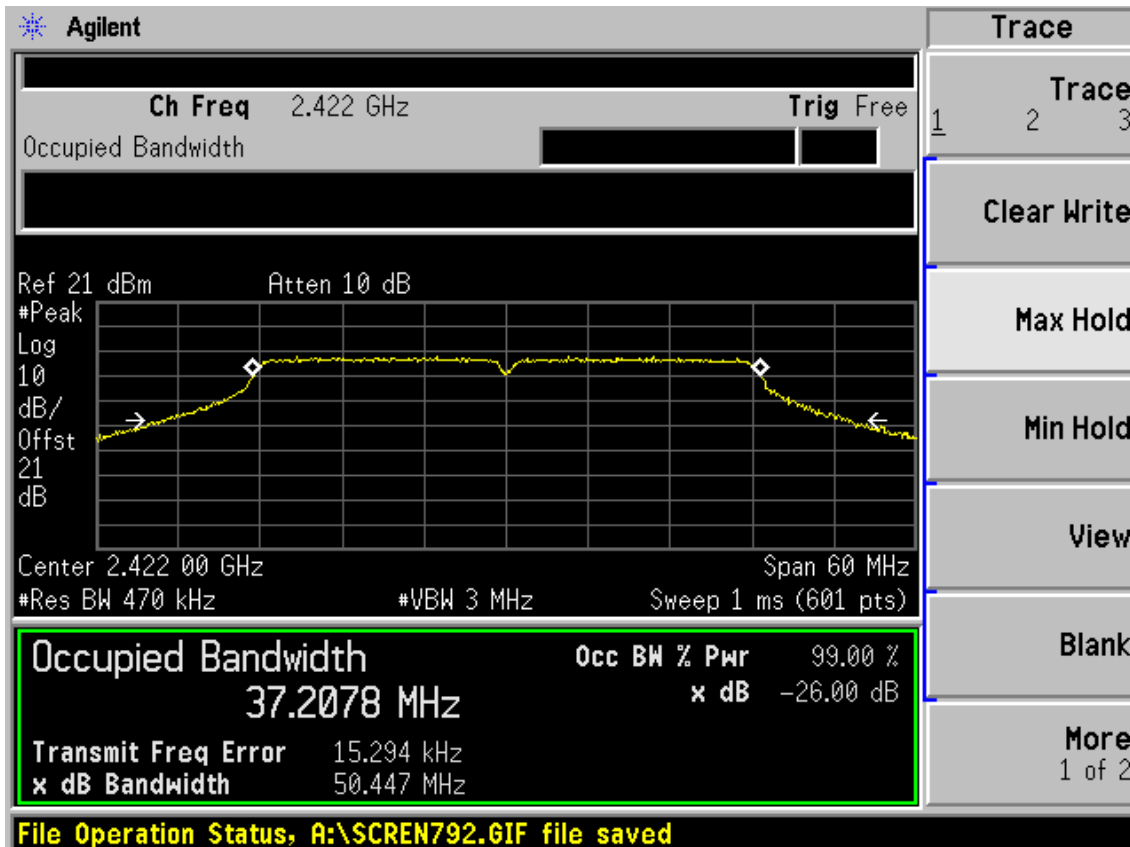 Agilent
Trace
Ch Freq 2.422 GHz Trig Free
Occupied Bandwidth
Trace
1 2 3
Clear Write
Max Hold
Min Hold
View
Blank
More
1 of 2
Ref 21 dBm Atten 10 dB
#Peak
Log
10
dB/
Offst
21
dB
Center 2.422 00 GHz Span 60 MHz
#Res BW 470 kHz #VBW 3 MHz Sweep 1 ms (601 pts)
Occupied Bandwidth
37.2078 MHz
Occ BW % Pwr 99.00 %
x dB -26.00 dB
Transmit Freq Error 15.294 kHz
x dB Bandwidth 50.447 MHz
File Operation Status, A:\SCREN792.GIF file saved